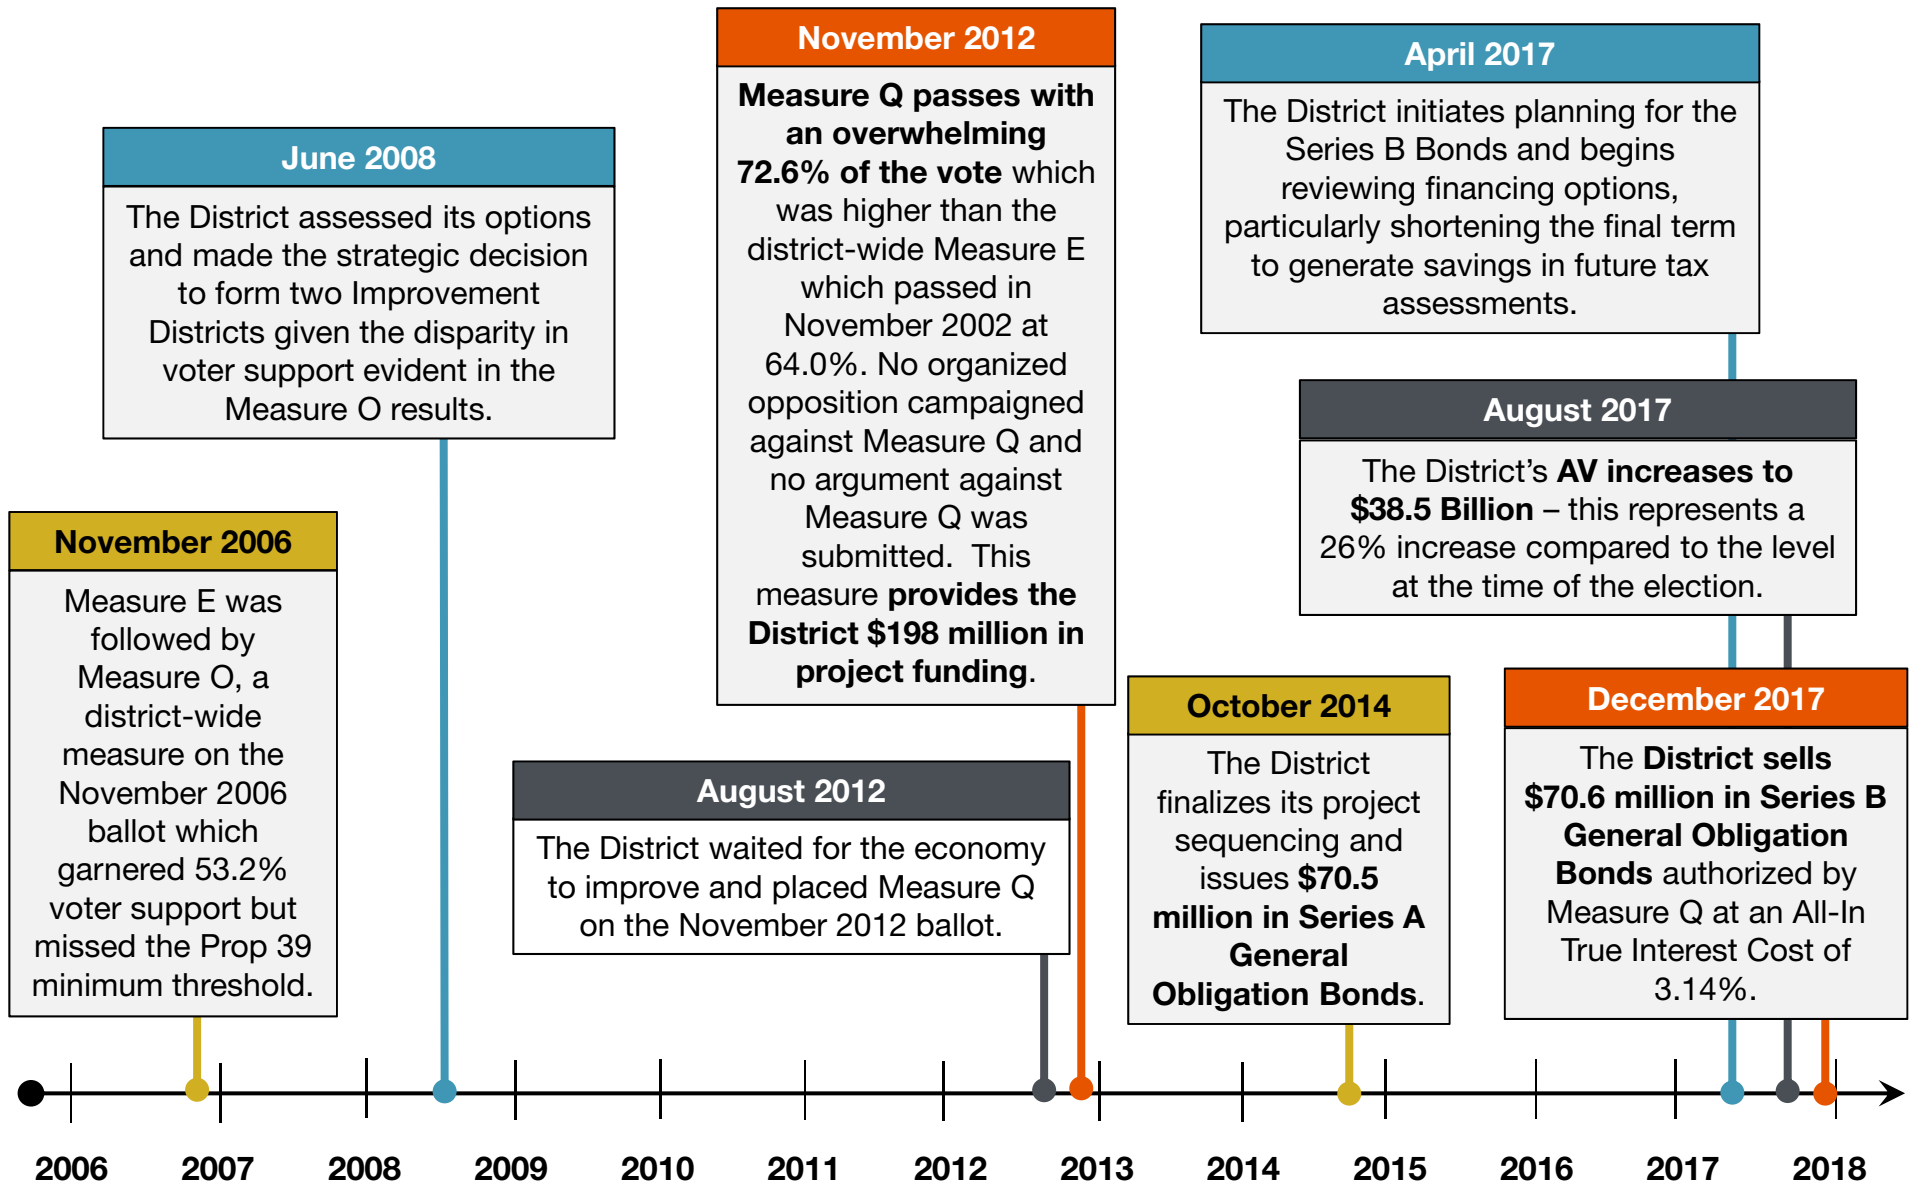 November 2006
Measure E was
followed by
Measure O, a
district-wide
measure on the
November 2006
ballot which
garnered 53.2%
voter support but
missed the Prop 39
minimum threshold.
June 2008
The District assessed its options
and made the strategic decision
to form two Improvement
Districts given the disparity in
voter support evident in the
Measure O results.
August 2012
The District waited for the economy
to improve and placed Measure Q
on the November 2012 ballot.
November 2012
Measure Q passes with
an overwhelming
72.6% of the vote which
was higher than the
district-wide Measure E
which passed in
November 2002 at
64.0%. No organized
opposition campaigned
against Measure Q and
no argument against
Measure Q was
submitted.  This
measure provides the
District $198 million in
project funding.
October 2014
The District
finalizes its project
sequencing and
issues $70.5
million in Series A
General
Obligation Bonds.
April 2017
The District initiates planning for the
Series B Bonds and begins
reviewing financing options,
particularly shortening the final term
to generate savings in future tax
assessments.
August 2017
The District’s AV increases to
$38.5 Billion – this represents a
26% increase compared to the level
at the time of the election.
December 2017
The District sells
$70.6 million in Series B
General Obligation
Bonds authorized by
Measure Q at an All-In
True Interest Cost of
3.14%.
2006 2007 2008 2009 2010 2011 2012 2013 2014 2015 2016 2017 2018